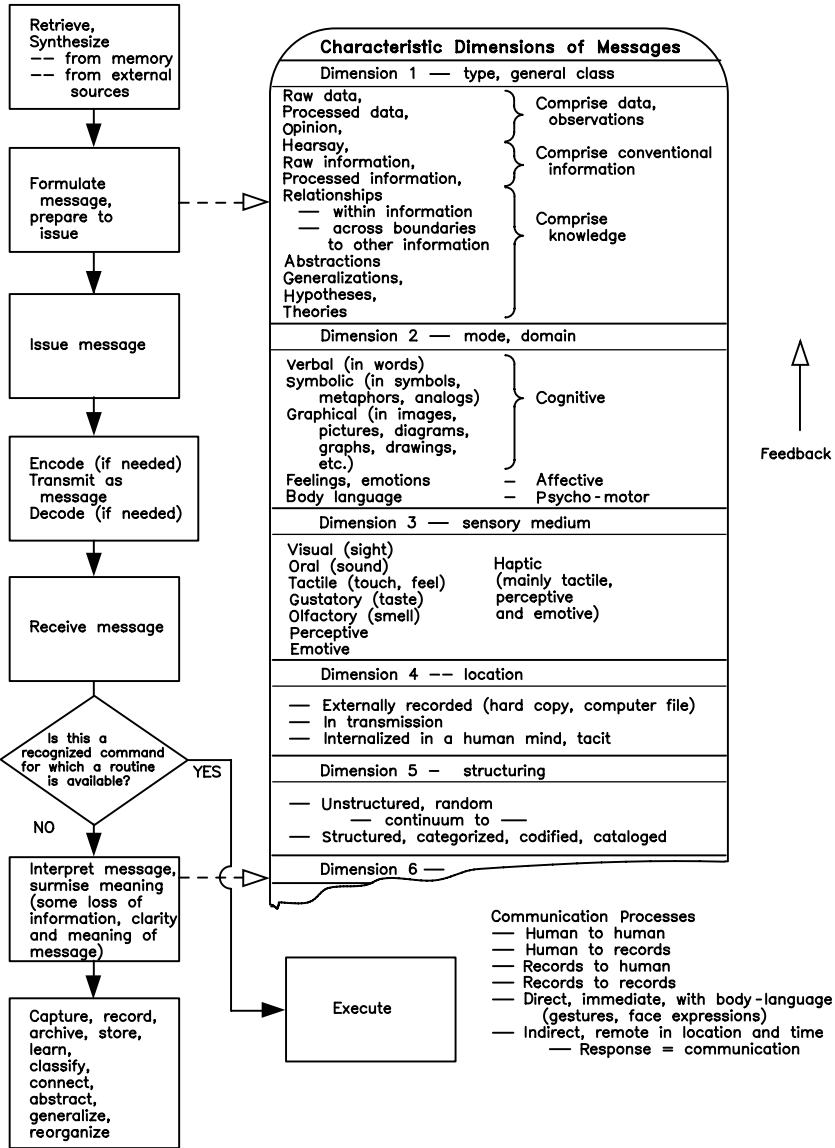 Retrieve,
Synthesize
-- from memory
-- from external
sources
Formulate
message,
prepare to
issue
Issue message
Encode (if needed)
Transmit as
message
Decode (if needed)
Receive message
Is this a
recognized command
for which a routine
is available?
YES
NO
Interpret message,
surmise meaning
(some loss of
information, clarity
and meaning of
message)
Capture, record,
archive, store,
learn,
classify,
connect,
abstract,
generalize,
reorganize
Execute
Characteristic Dimensions of Messages
Dimension 1 — type, general class
Raw data,
Processed data,
Opinion,
Hearsay,
Raw information,
Processed information,
Relationships
— within information
— across boundaries
to other information
Abstractions
Generalizations,
Hypotheses,
Theories
Comprise data,
observations
Comprise conventional
information
Comprise
knowledge
Dimension 2 — mode, domain
Verbal (in words)
Symbolic (in symbols,
metaphors, analogs)
Graphical (in images,
pictures, diagrams,
graphs, drawings,
etc.)
Cognitive
Feelings, emotions – Affective
Body language – Psycho-motor
Dimension 3 — sensory medium
Visual (sight)
Oral (sound)
Tactile (touch, feel)
Gustatory (taste)
Olfactory (smell)
Perceptive
Emotive
Haptic
(mainly tactile,
perceptive
and emotive)
Dimension 4 -- location
— Externally recorded (hard copy, computer file)
— In transmission
— Internalized in a human mind, tacit
Dimension 5 – structuring
— Unstructured, random
— continuum to —
— Structured, categorized, codified, cataloged
Dimension 6 —
Feedback
Communication Processes
— Human to human
— Human to records
— Records to human
— Records to records
— Direct, immediate, with body-language
(gestures, face expressions)
— Indirect, remote in location and time
— Response = communication